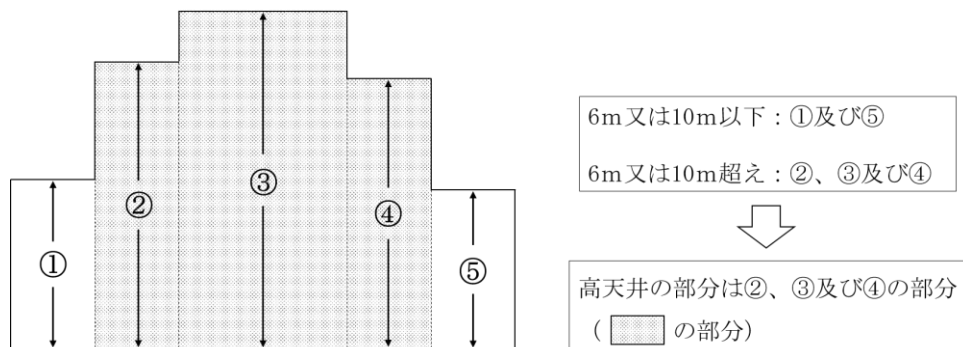 ①
②
③
④
⑤
6m又は10m以下：①及び⑤
6m又は10m超え：②、③及び④
高天井の部分は②、③及び④の部分
（ の部分）